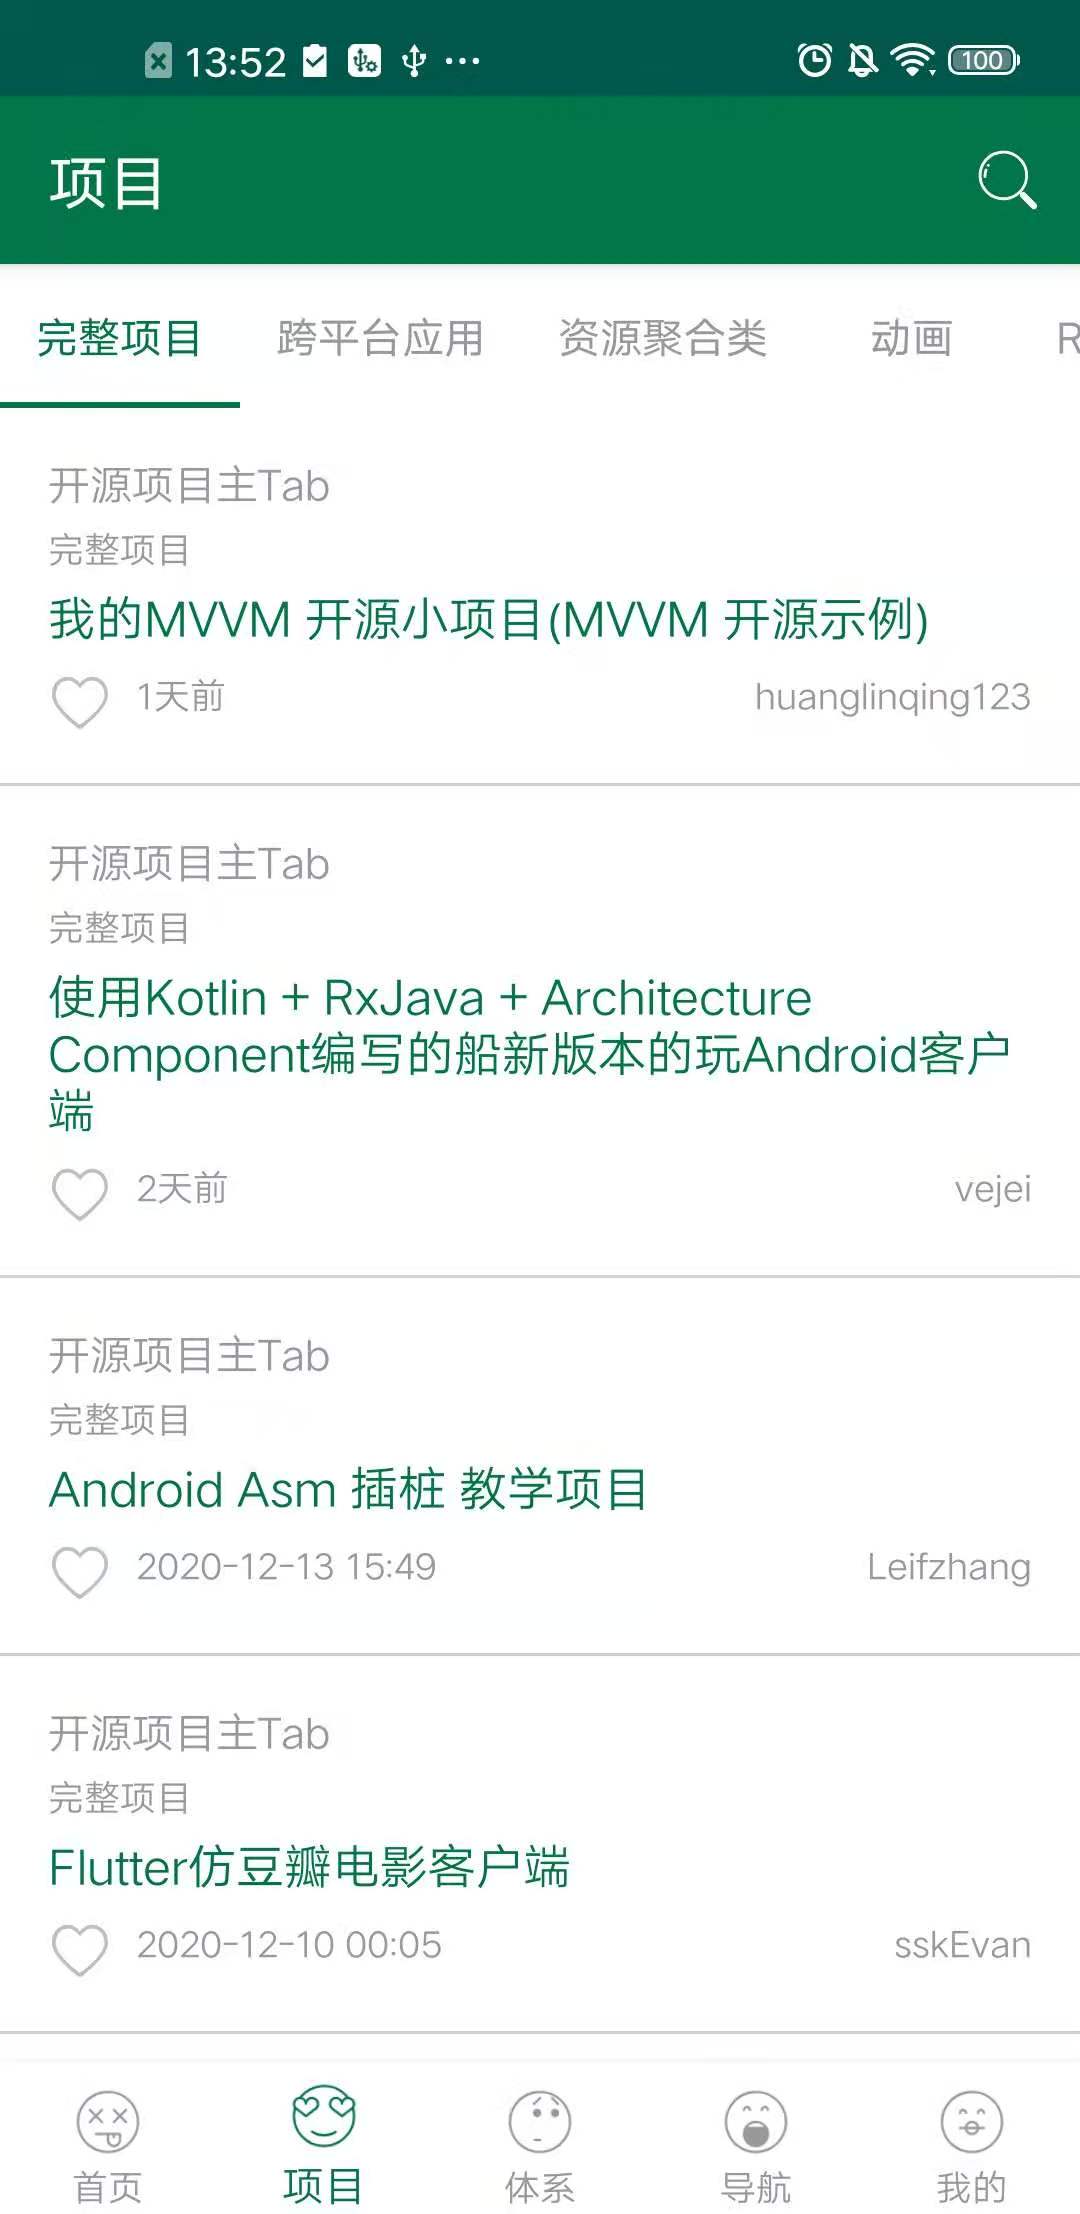 13:52
100
项目
完整项目 跨平台应用 资源聚合类 动画 R
开源项目主Tab
完整项目
我的MVVM 开源小项目(MVVM 开源示例)
1天前 huanglinqing123
开源项目主Tab
完整项目
使用Kotlin + RxJava + Architecture
Component编写的船新版本的玩Android客户
端
2天前 vejei
开源项目主Tab
完整项目
Android Asm 插桩 教学项目
2020-12-13 15:49 Leifzhang
开源项目主Tab
完整项目
Flutter仿豆瓣电影客户端
2020-12-10 00:05 sskEvan
首页 项目 体系 导航 我的